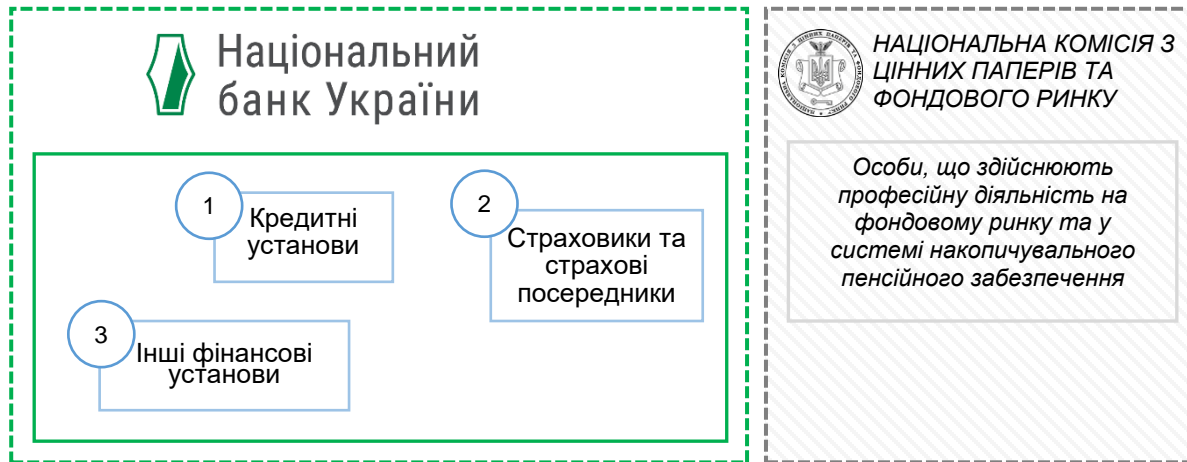 Національний
банк України
1
Кредитні
установи
2
Страховики та
страхові
посередники
3
Інші фінансові
установи
НАЦІОНАЛЬНА КОМІСІЯ З
ЦІННИХ ПАПЕРІВ ТА
ФОНДОВОГО РИНКУ
Особи, що здійснюють
професійну діяльність на
фондовому ринку та у
системі накопичувального
пенсійного забезпечення